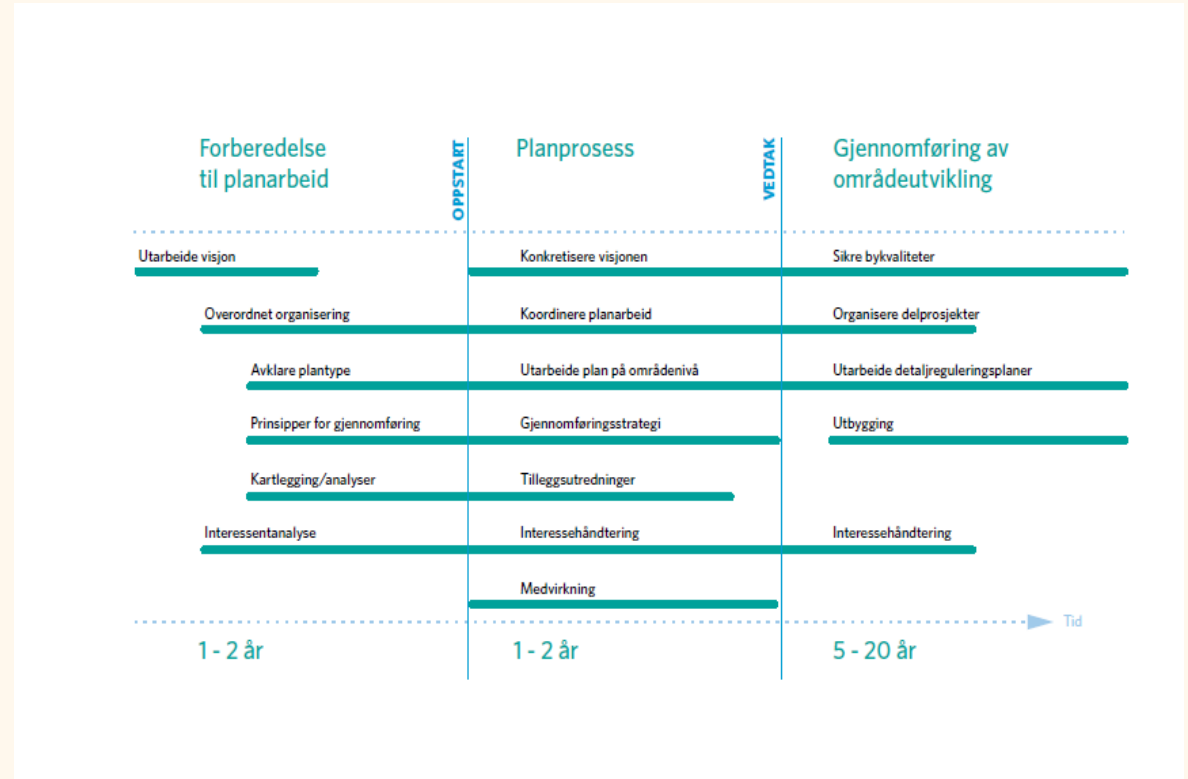 Forberedelse
til planarbeid
OPPSTART
Planprosess
VEDTAK
Gjennomføring av
områdeutvikling
Utarbeide visjon
Konkretisere visjonen
Sikre bykvaliteter
Overordnet organisering
Koordinere planarbeid
Organisere delprosjekter
Avklare plantype
Utarbeide plan på områdenivå
Utarbeide detaljreguleringsplaner
Prinsipper for gjennomføring
Gjennomføringsstrategi
Utbygging
Kartlegging/analyser
Tilleggsutredninger
Interessentanalyse
Interessehåndtering
Interessehåndtering
Medvirkning
Tid
1 - 2 år
1 - 2 år
5 - 20 år